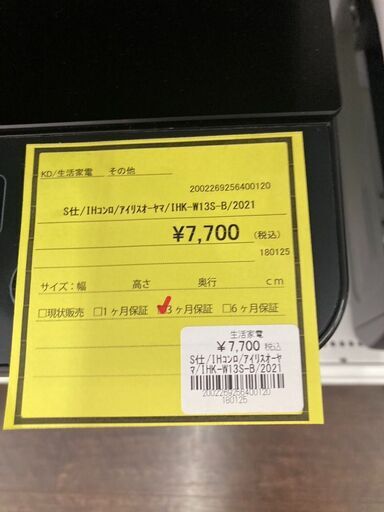 KD/生活家電 その他
2002269256400120
S仕/IHコンロ/アイリスオーヤマ/IHK-W13S-B/2021
¥7,700 (税込)
180125
サイズ:幅 高さ 奥行 cm
□現状販売 □1ヶ月保証 □3ヶ月保証 □6ヶ月保証
生活家電
¥7,700 税込
S仕/IHコンロ/アイリスオーヤ
マ/IHK-W13S-B/2021
2002269256400120
180125